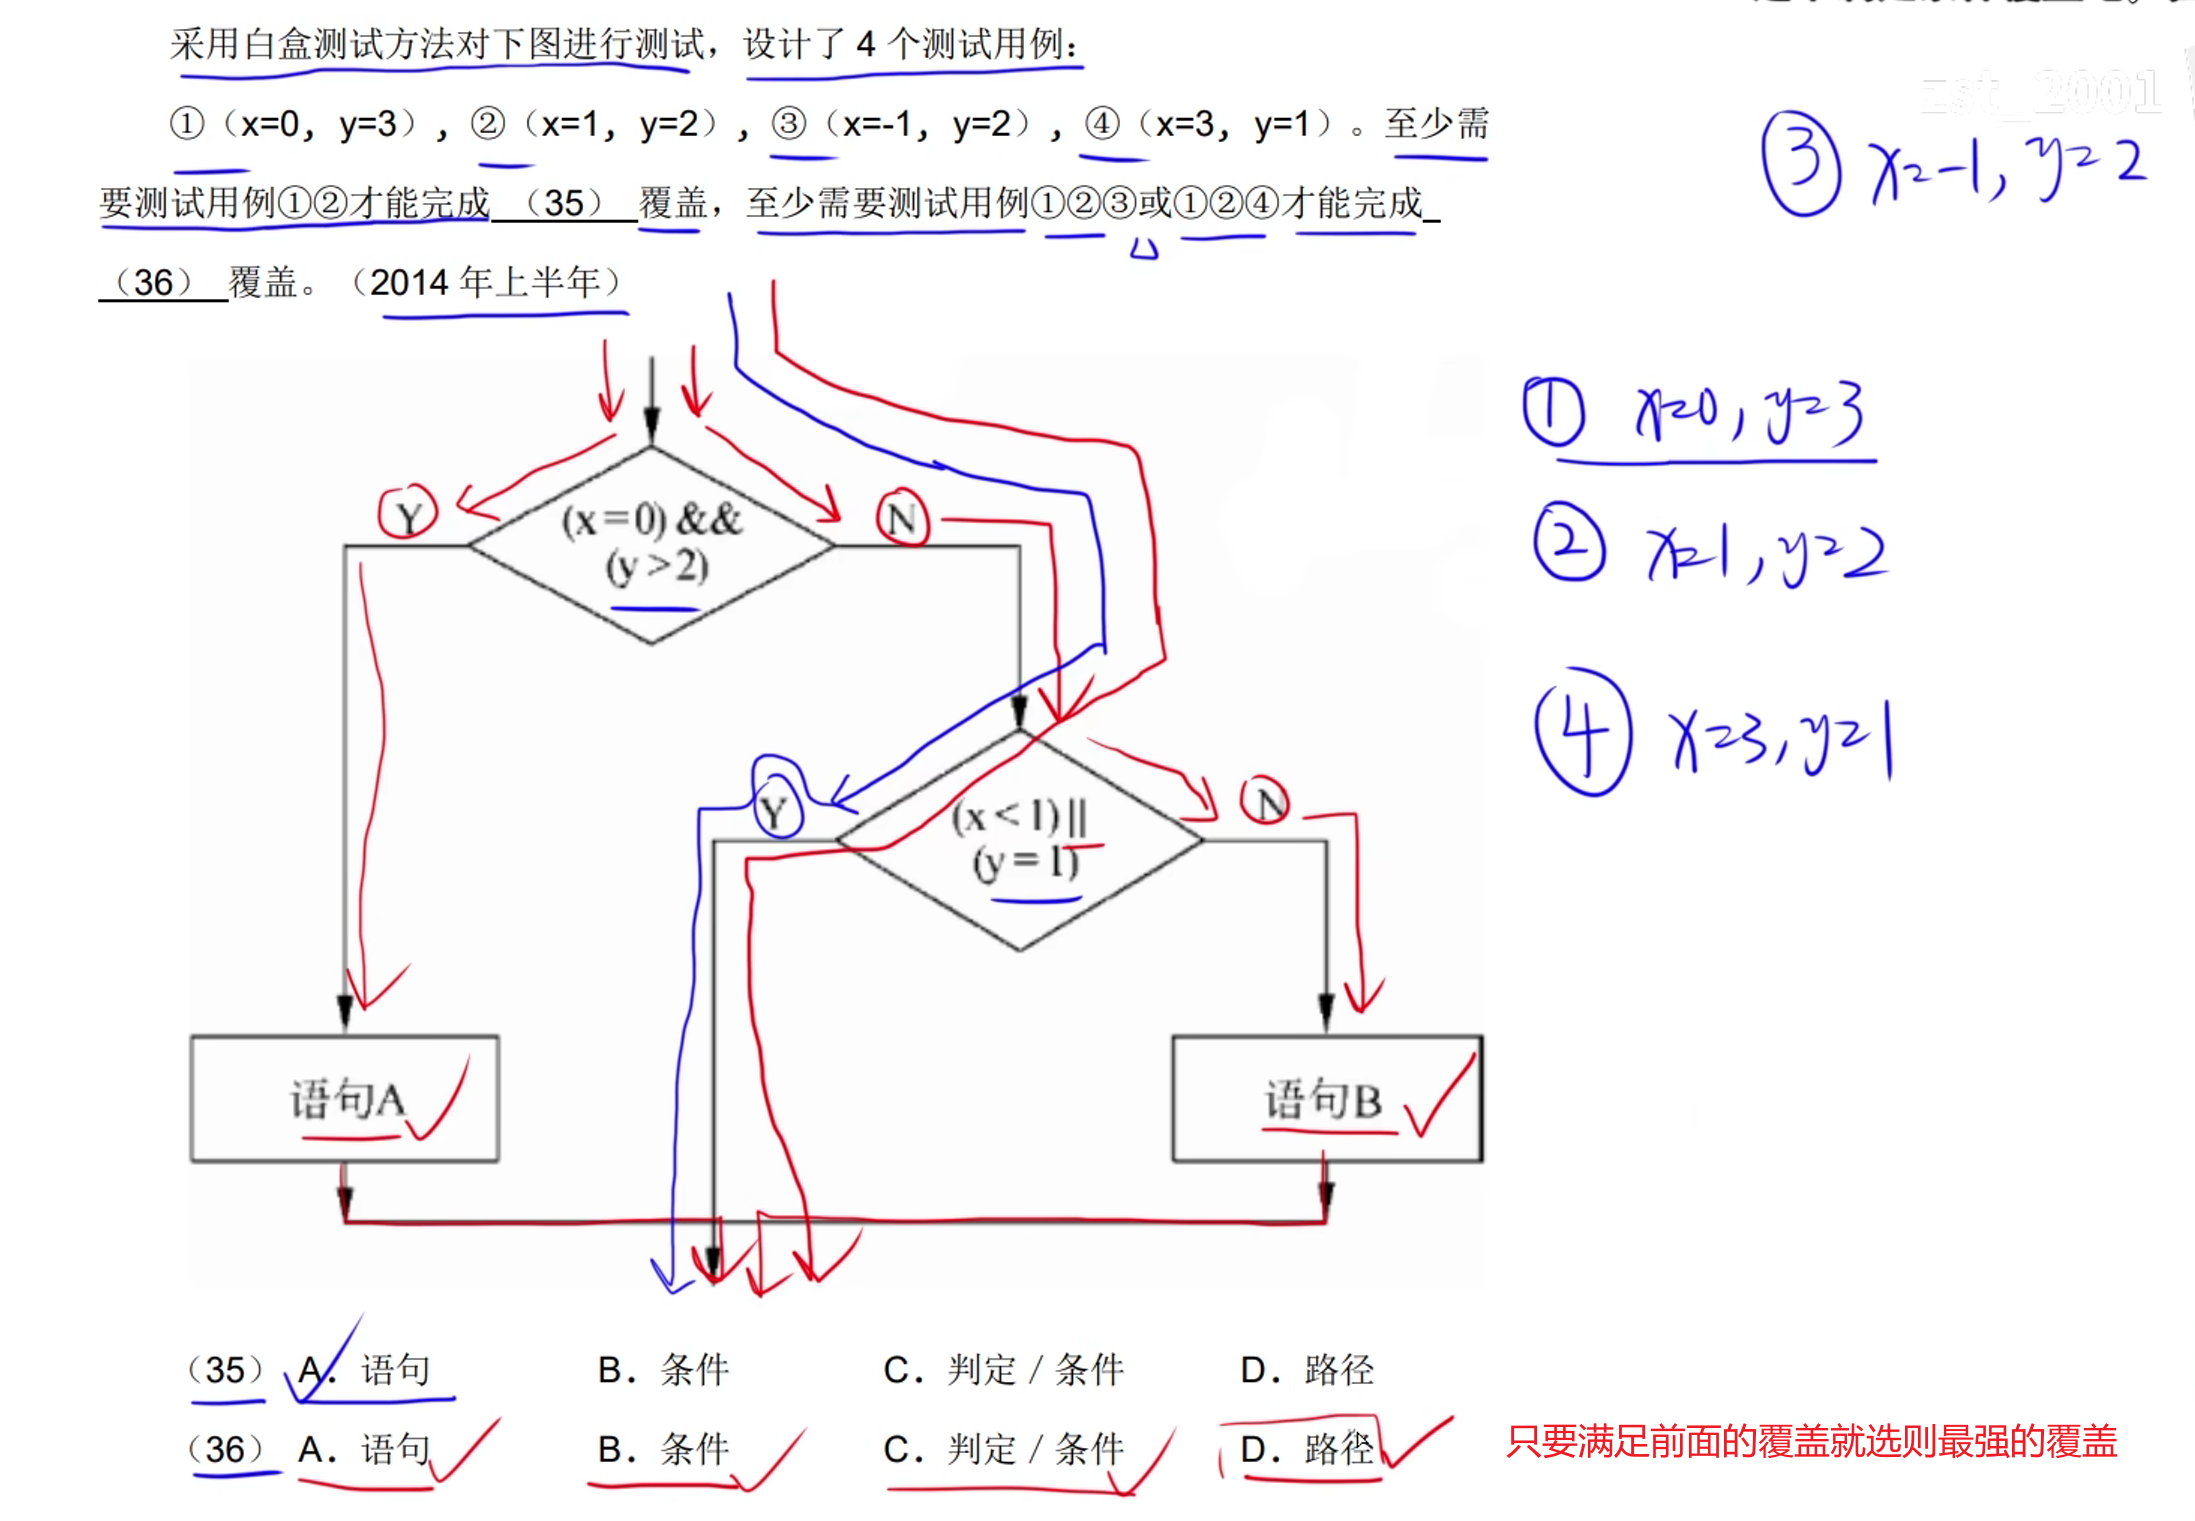 采用白盒测试方法对下图进行测试，设计了 4 个测试用例：
zst_2001
①（x=0，y=3），②（x=1，y=2），③（x=-1，y=2），④（x=3，y=1）。至少需
③ x=-1, y=2
要测试用例①②才能完成（35）覆盖，至少需要测试用例①②③或①②④才能完成
（36）覆盖。（2014 年上半年）
① x=0, y=3
Y
(x=0) &&
(y>2)
N
② x=1, y=2
④ x=3, y=1
Y
(x<1) ||
(y=1)
N
语句A
语句B
（35） A．语句 B．条件 C．判定 / 条件 D．路径
（36） A．语句 B．条件 C．判定 / 条件 D．路径
只要满足前面的覆盖就选则最强的覆盖